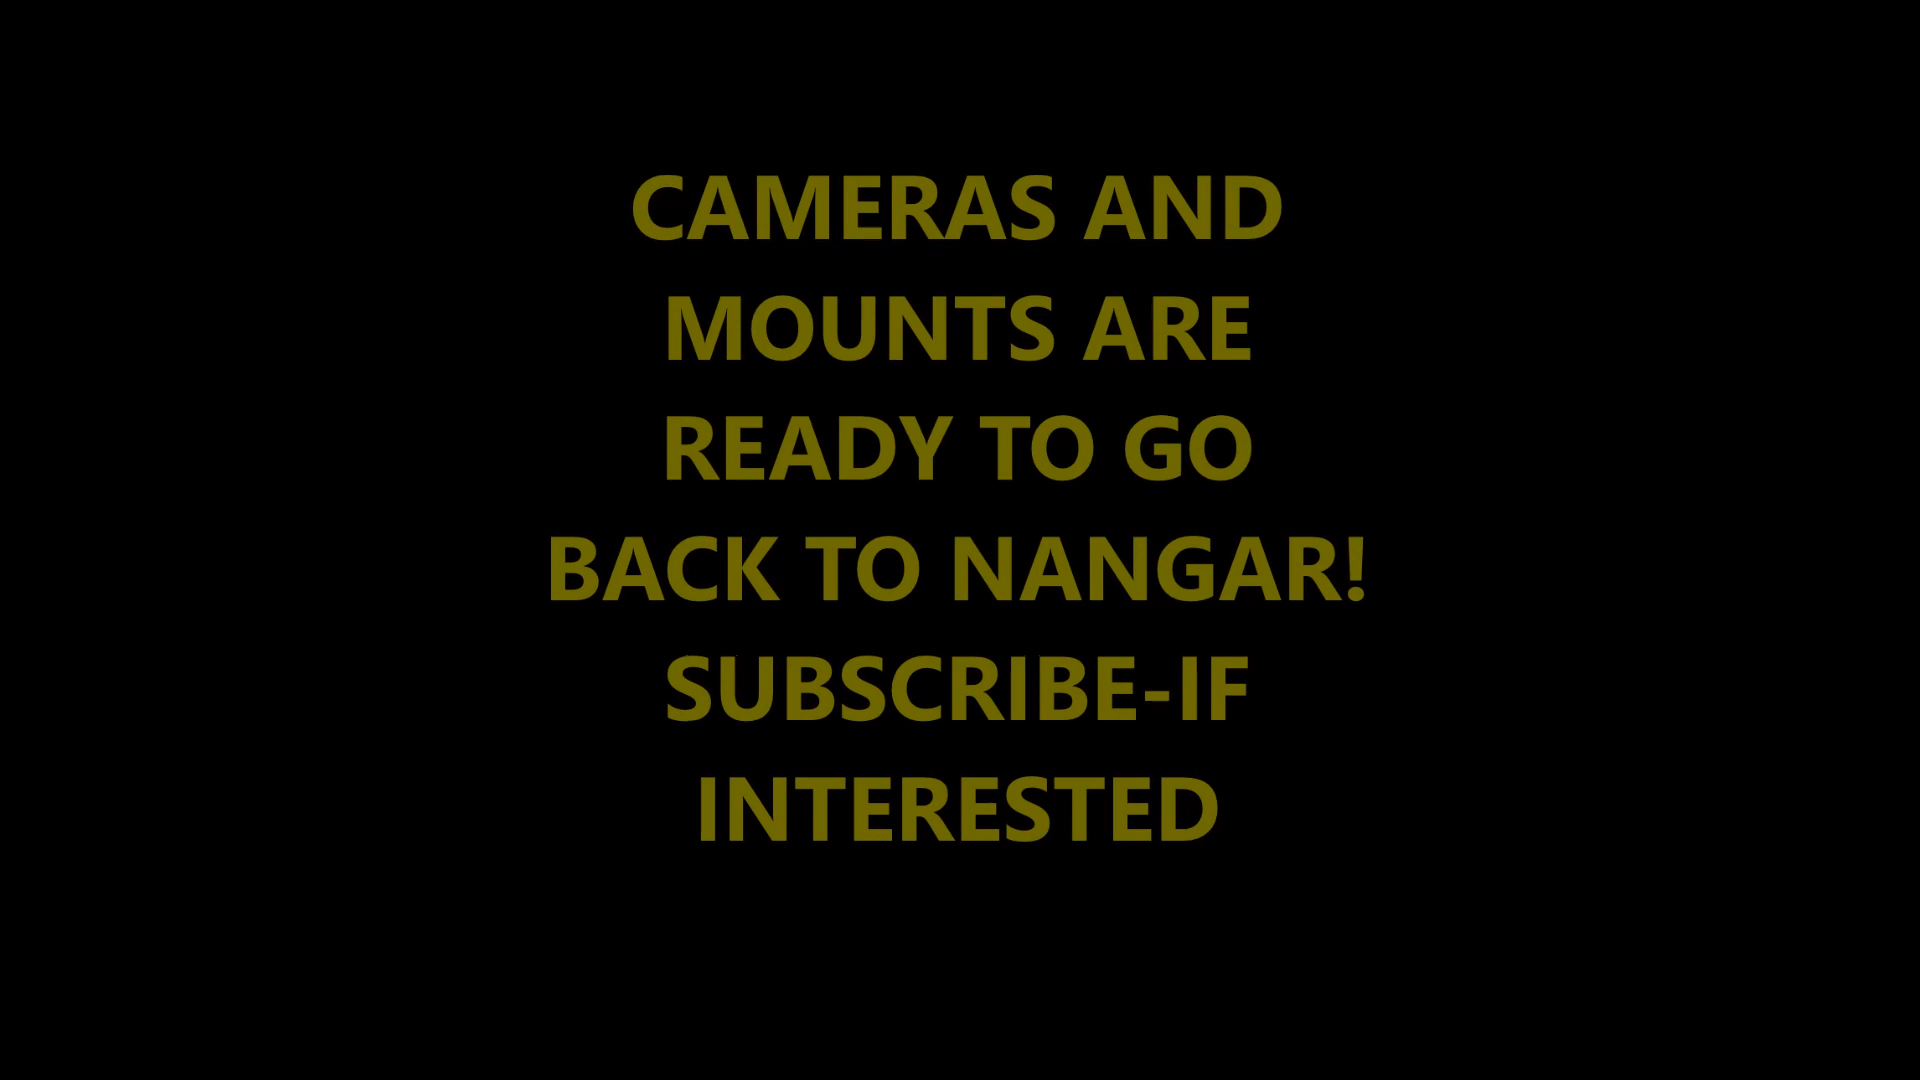 CAMERAS AND
MOUNTS ARE
READY TO GO
BACK TO NANGAR!
SUBSCRIBE-IF
INTERESTED